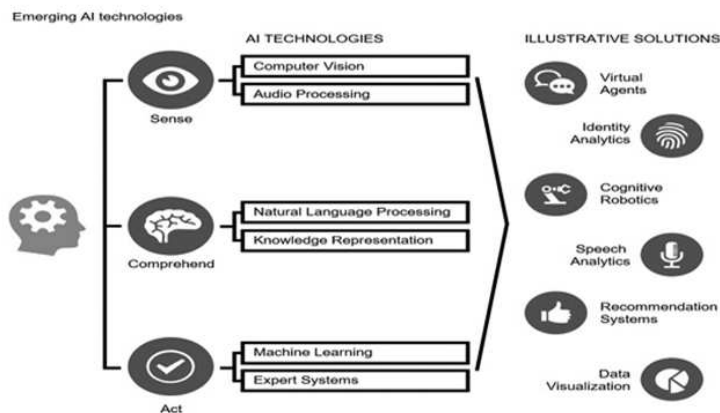 Emerging AI technologies
AI TECHNOLOGIES
ILLUSTRATIVE SOLUTIONS
Sense
Computer Vision
Audio Processing
Comprehend
Natural Language Processing
Knowledge Representation
Act
Machine Learning
Expert Systems
Virtual
Agents
Identity
Analytics
Cognitive
Robotics
Speech
Analytics
Recommendation
Systems
Data
Visualization